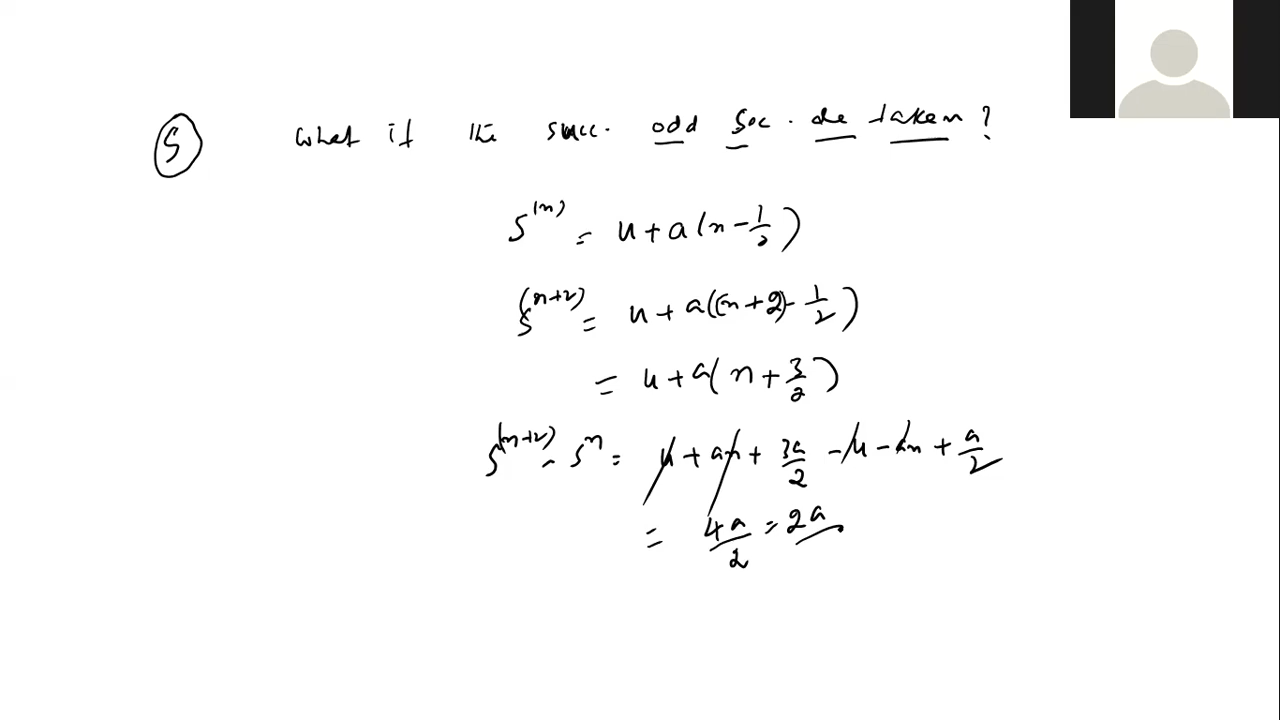 (5) What if the succ. odd sec. are taken?
S^(n) = u + a(n - 1/2)
S^(n+2) = u + a((n+2) - 1/2)
= u + a(n + 3/2)
S^(n+2) - S^n = u + an + 3a/2 - u - an + a/2
= 4a/2 = 2a